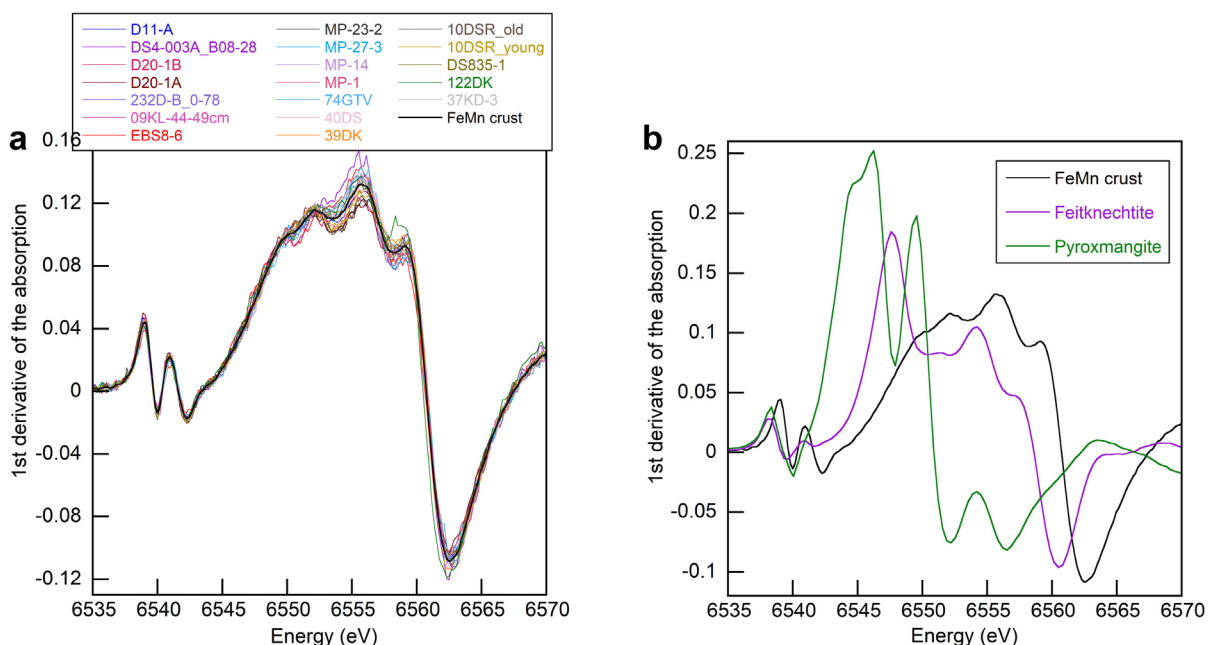 D11-A
DS4-003A_B08-28
D20-1B
D20-1A
232D-B_0-78
09KL-44-49cm
EBS8-6
MP-23-2
MP-27-3
MP-14
MP-1
74GTV
40DS
39DK
10DSR_old
10DSR_young
DS835-1
122DK
37KD-3
FeMn crust
a
0.16
0.12
0.08
0.04
0
-0.04
-0.08
-0.12
1st derivative of the absorption
6535
6540
6545
6550
6555
6560
6565
6570
Energy (eV)
b
0.25
0.2
0.15
0.1
0.05
0
-0.05
-0.1
1st derivative of the absorption
FeMn crust
Feitknechtite
Pyroxmangite
6535
6540
6545
6550
6555
6560
6565
6570
Energy (eV)